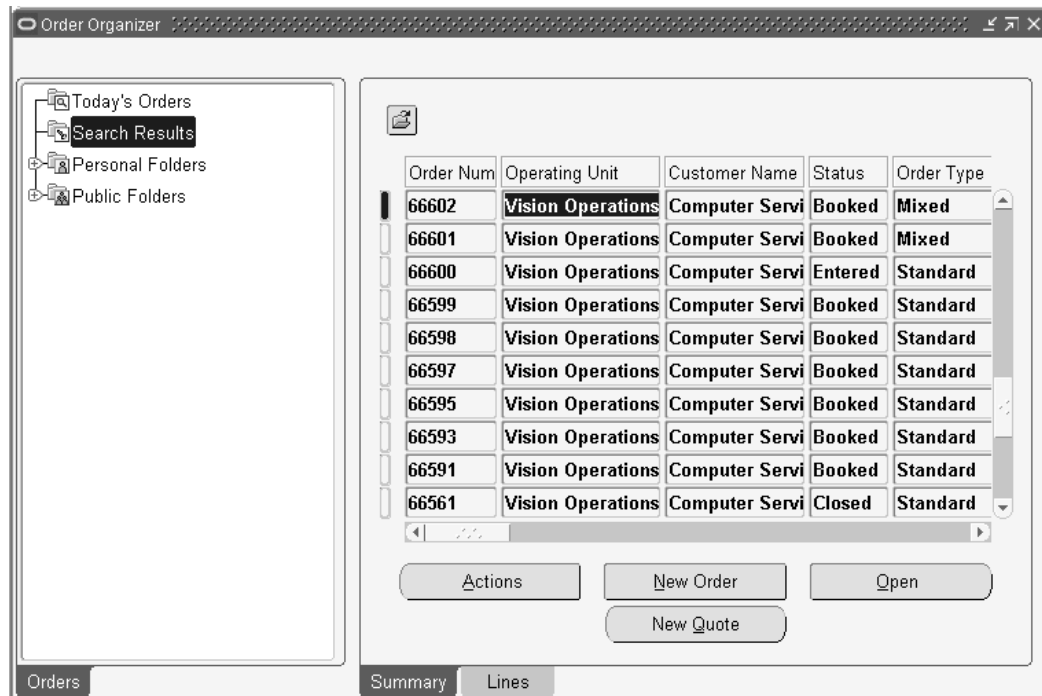 Order Organizer
Today's Orders
Search Results
Personal Folders
Public Folders
Order Num Operating Unit Customer Name Status Order Type
66602 Vision Operations Computer Servi Booked Mixed
66601 Vision Operations Computer Servi Booked Mixed
66600 Vision Operations Computer Servi Entered Standard
66599 Vision Operations Computer Servi Booked Standard
66598 Vision Operations Computer Servi Booked Standard
66597 Vision Operations Computer Servi Booked Standard
66595 Vision Operations Computer Servi Booked Standard
66593 Vision Operations Computer Servi Booked Standard
66591 Vision Operations Computer Servi Booked Standard
66561 Vision Operations Computer Servi Closed Standard
Actions New Order Open
New Quote
Orders Summary Lines